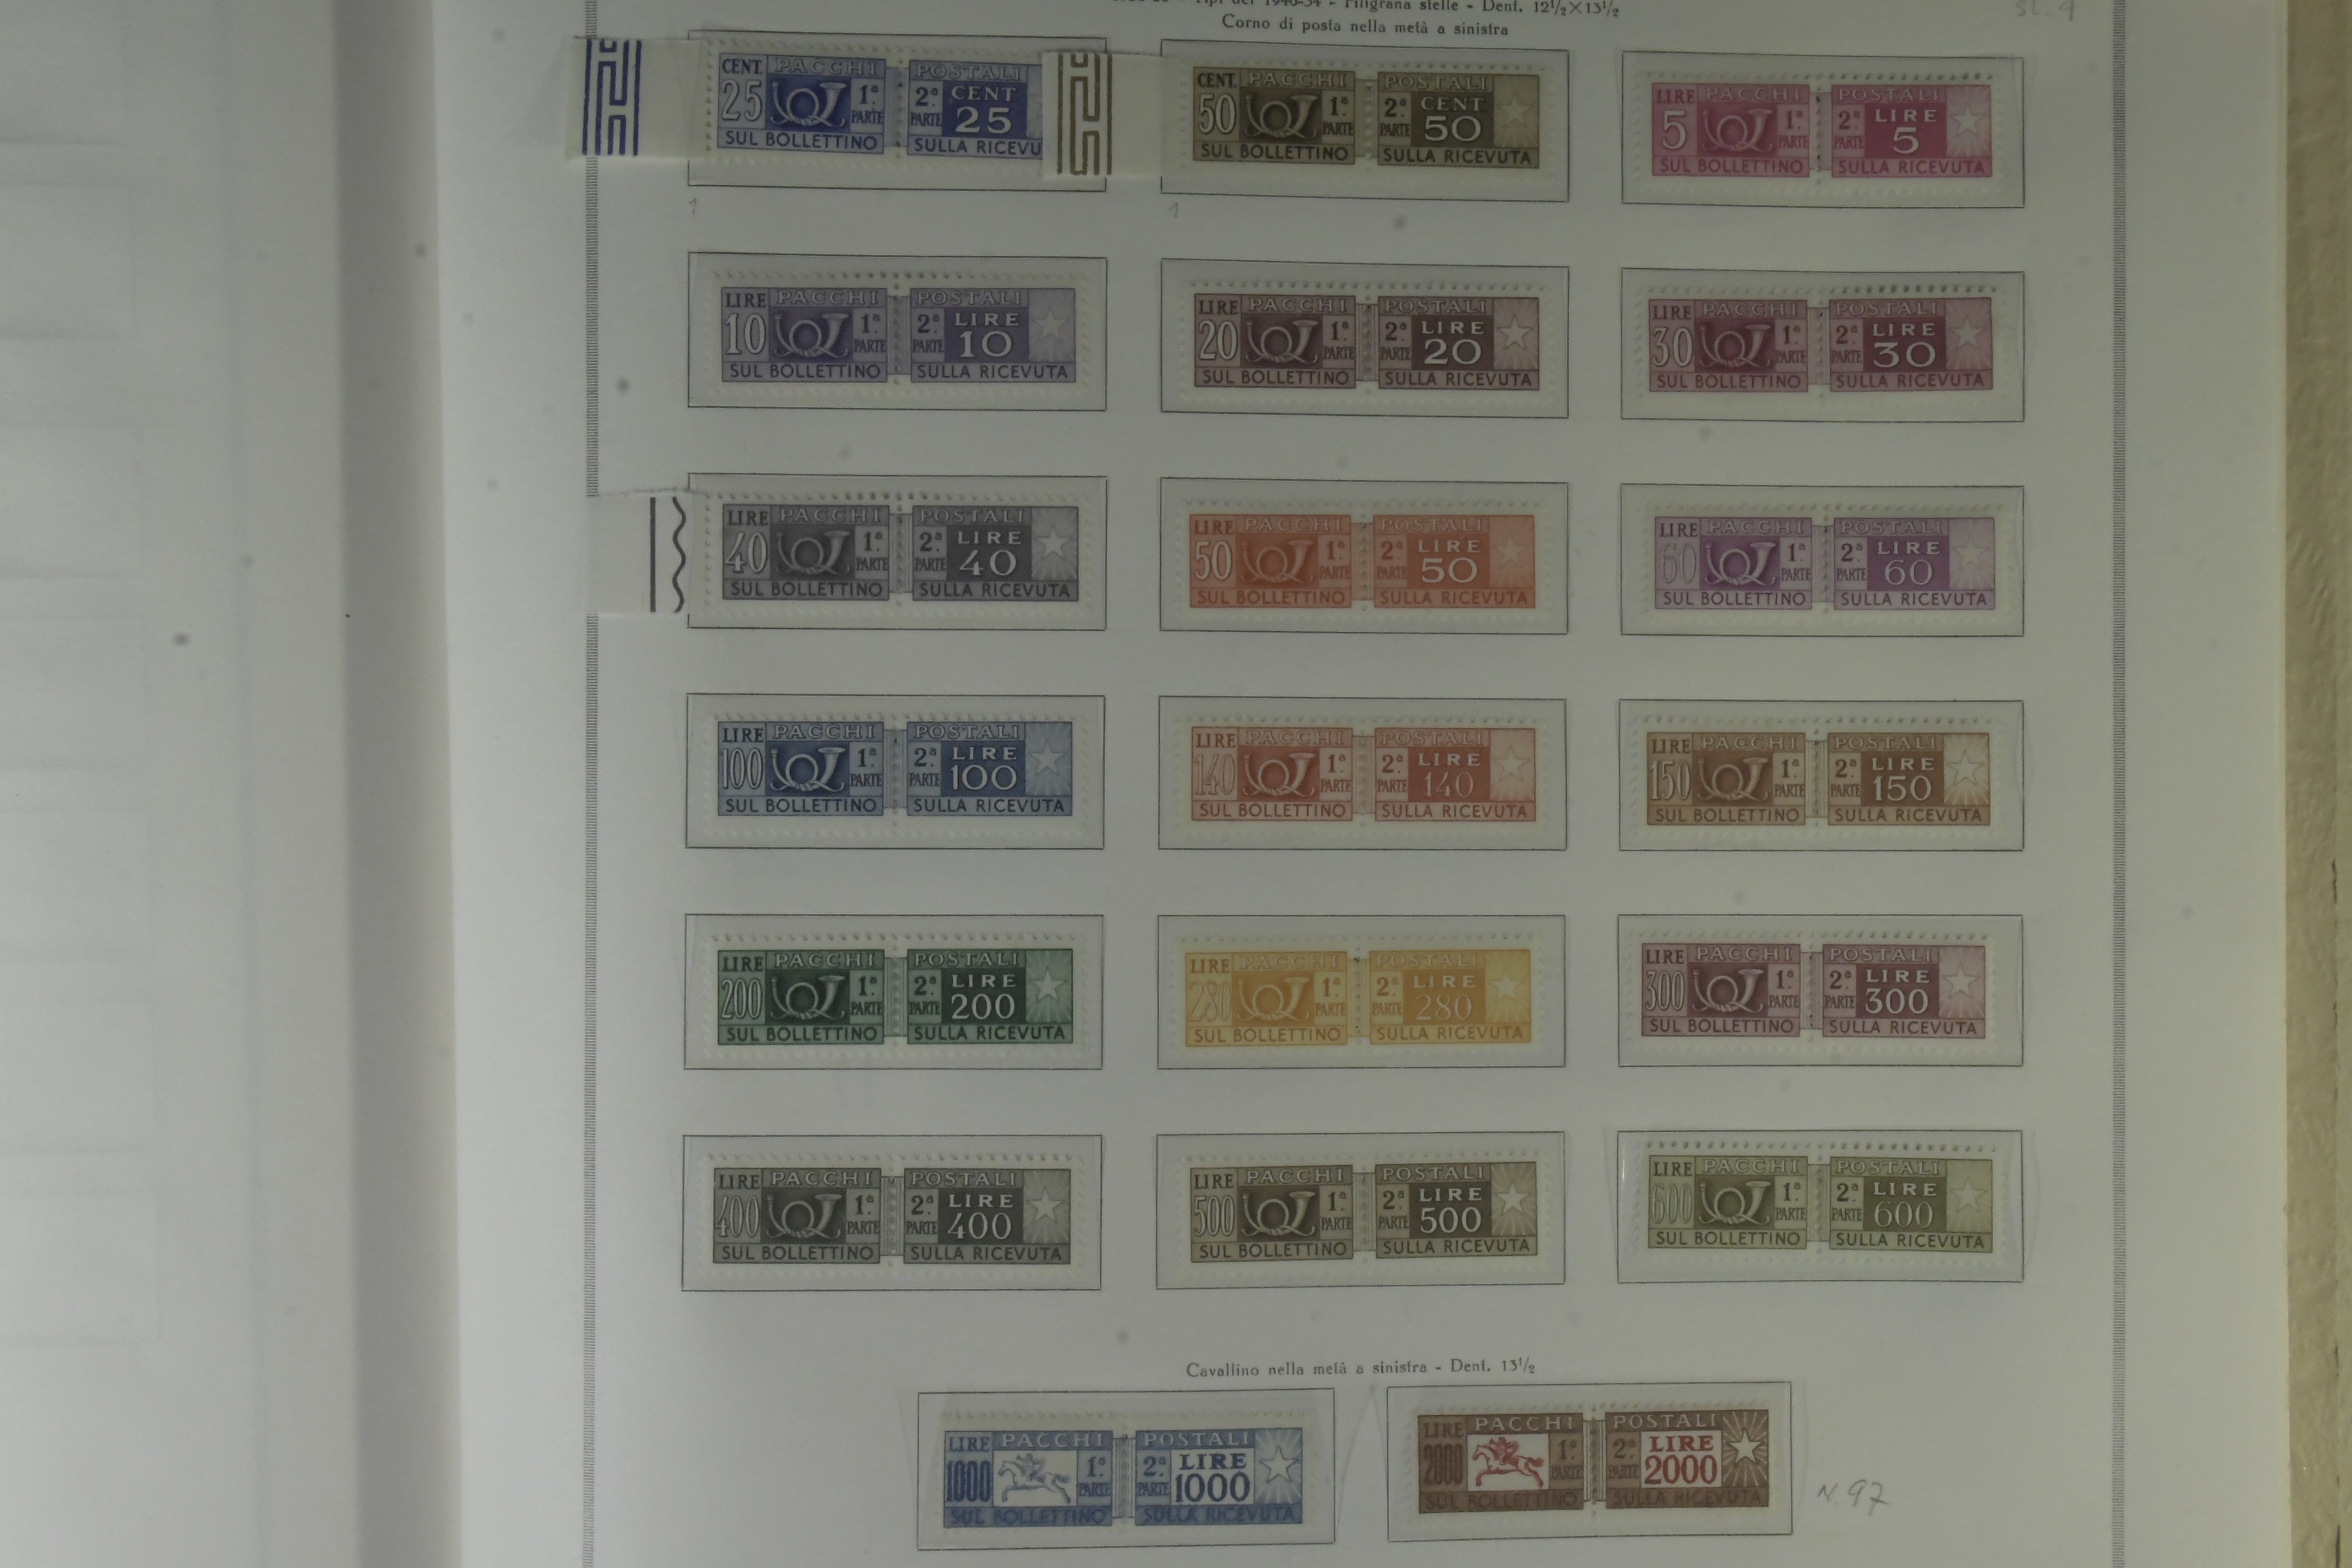 Filigrana stelle - Dent. 12½×13½
Corno di posta nella metà a sinistra
CENT. PACCHI POSTALI
25 1ª PARTE 2ª PARTE CENT 25
SUL BOLLETTINO SULLA RICEVU
CENT. PACCHI POSTALI
50 1ª PARTE 2ª PARTE CENT 50
SUL BOLLETTINO SULLA RICEVUTA
LIRE PACCHI POSTALI
5 1ª PARTE 2ª PARTE LIRE 5
SUL BOLLETTINO SULLA RICEVUTA
1
1
LIRE PACCHI POSTALI
10 1ª PARTE 2ª PARTE LIRE 10
SUL BOLLETTINO SULLA RICEVUTA
LIRE PACCHI POSTALI
20 1ª PARTE 2ª PARTE LIRE 20
SUL BOLLETTINO SULLA RICEVUTA
LIRE PACCHI POSTALI
30 1ª PARTE 2ª PARTE LIRE 30
SUL BOLLETTINO SULLA RICEVUTA
LIRE PACCHI POSTALI
40 1ª PARTE 2ª PARTE LIRE 40
SUL BOLLETTINO SULLA RICEVUTA
LIRE PACCHI POSTALI
50 1ª PARTE 2ª PARTE LIRE 50
SUL BOLLETTINO SULLA RICEVUTA
LIRE PACCHI POSTALI
60 1ª PARTE 2ª PARTE LIRE 60
SUL BOLLETTINO SULLA RICEVUTA
LIRE PACCHI POSTALI
100 1ª PARTE 2ª PARTE LIRE 100
SUL BOLLETTINO SULLA RICEVUTA
LIRE PACCHI POSTALI
140 1ª PARTE 2ª PARTE LIRE 140
SUL BOLLETTINO SULLA RICEVUTA
LIRE PACCHI POSTALI
150 1ª PARTE 2ª PARTE LIRE 150
SUL BOLLETTINO SULLA RICEVUTA
LIRE PACCHI POSTALI
200 1ª PARTE 2ª PARTE LIRE 200
SUL BOLLETTINO SULLA RICEVUTA
LIRE PACCHI POSTALI
280 1ª PARTE 2ª PARTE LIRE 280
SUL BOLLETTINO SULLA RICEVUTA
LIRE PACCHI POSTALI
300 1ª PARTE 2ª PARTE LIRE 300
SUL BOLLETTINO SULLA RICEVUTA
LIRE PACCHI POSTALI
400 1ª PARTE 2ª PARTE LIRE 400
SUL BOLLETTINO SULLA RICEVUTA
LIRE PACCHI POSTALI
500 1ª PARTE 2ª PARTE LIRE 500
SUL BOLLETTINO SULLA RICEVUTA
LIRE PACCHI POSTALI
600 1ª PARTE 2ª PARTE LIRE 600
SUL BOLLETTINO SULLA RICEVUTA
Cavallino nella metà a sinistra - Dent. 13½
LIRE PACCHI POSTALI
1000 1ª PARTE 2ª PARTE LIRE 1000
SUL BOLLETTINO SULLA RICEVUTA
LIRE PACCHI POSTALI
2000 1ª PARTE 2ª PARTE LIRE 2000
SUL BOLLETTINO SULLA RICEVUTA
N. 97